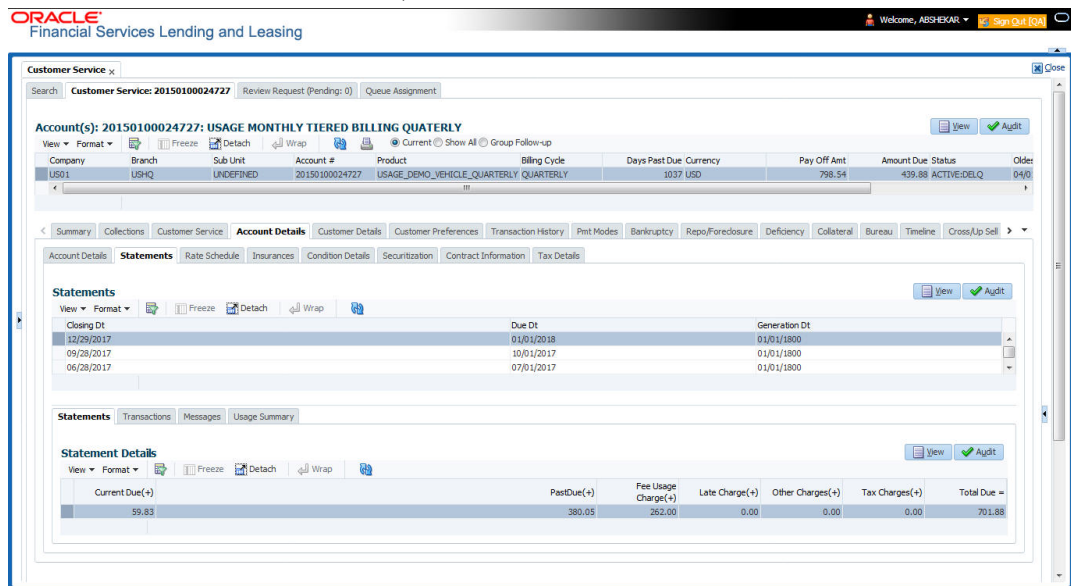 ORACLE®
Financial Services Lending and Leasing
Welcome, ABSHEKAR Sign Out [QA]
Customer Service x Close
Search Customer Service: 20150100024727 Review Request (Pending: 0) Queue Assignment
Account(s): 20150100024727: USAGE MONTHLY TIERED BILLING QUATERLY View Audit
View Format Freeze Detach Wrap Current Show All Group Follow-up
Company Branch Sub Unit Account # Product Billing Cycle Days Past Due Currency Pay Off Amt Amount Due Status Oldes
US01 USHQ UNDEFINED 20150100024727 USAGE_DEMO_VEHICLE_QUARTERLY QUARTERLY 1037 USD 798.54 439.88 ACTIVE:DELQ 04/0
Summary Collections Customer Service Account Details Customer Details Customer Preferences Transaction History Pmt Modes Bankruptcy Repo/Foreclosure Deficiency Collateral Bureau Timeline Cross/Up Sell
Account Details Statements Rate Schedule Insurances Condition Details Securitization Contract Information Tax Details
Statements View Audit
View Format Freeze Detach Wrap
Closing Dt Due Dt Generation Dt
12/29/2017 01/01/2018 01/01/1800
09/28/2017 10/01/2017 01/01/1800
06/28/2017 07/01/2017 01/01/1800
Statements Transactions Messages Usage Summary
Statement Details View Audit
View Format Freeze Detach Wrap
Current Due(+) PastDue(+) Fee Usage Charge(+) Late Charge(+) Other Charges(+) Tax Charges(+) Total Due =
59.83 380.05 262.00 0.00 0.00 0.00 701.88